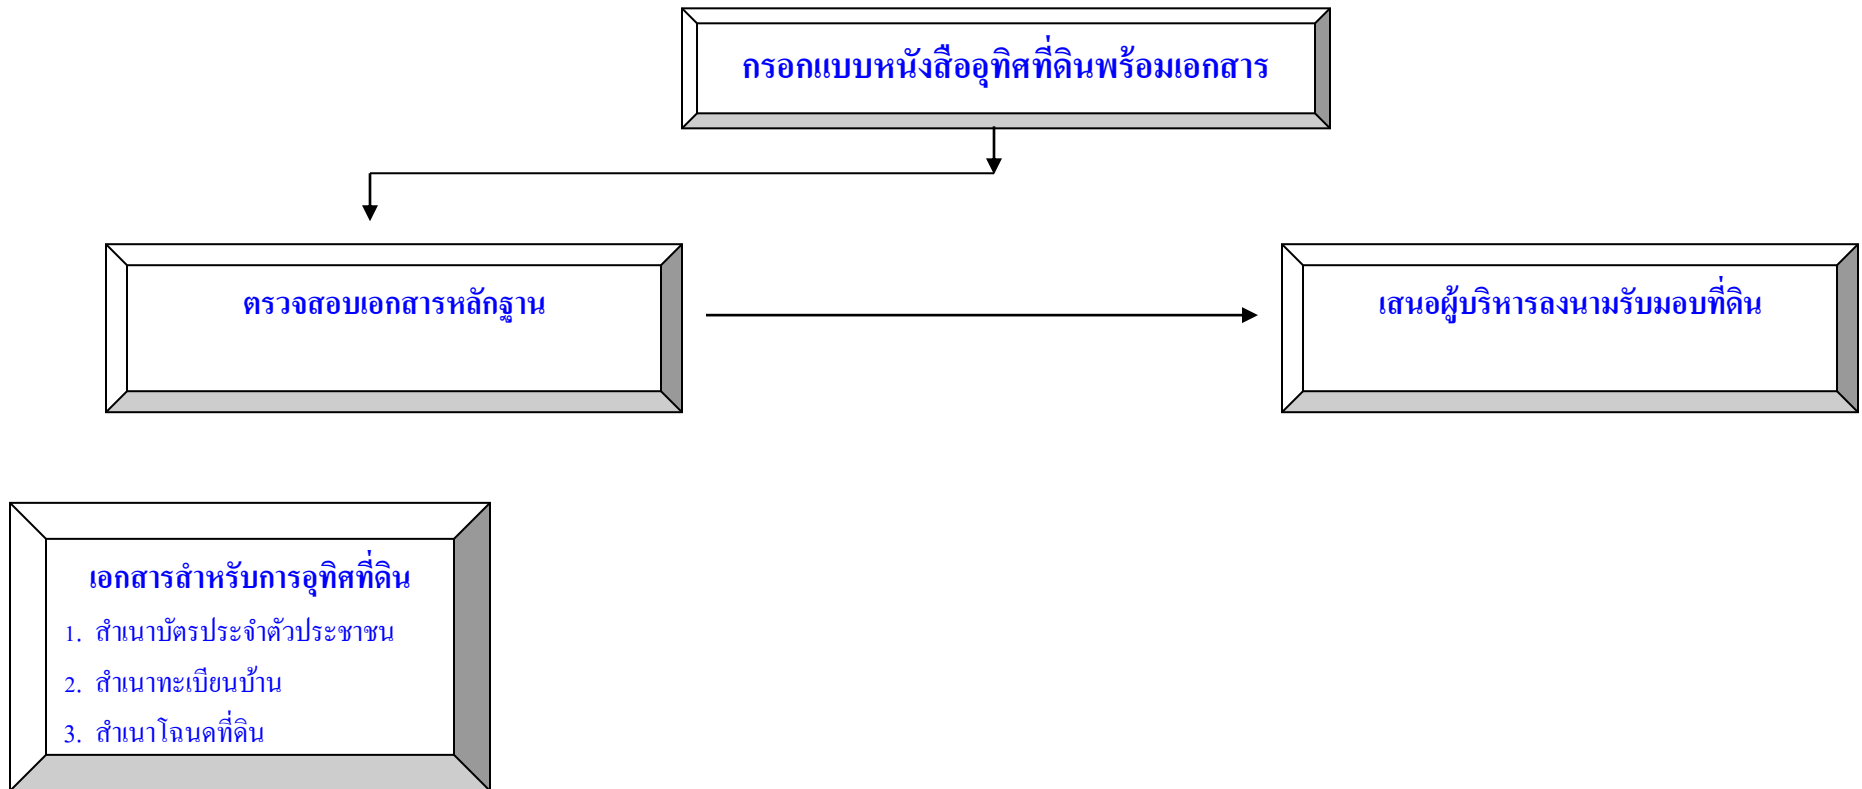 กรอกแบบหนังสืออุทิศที่ดินพร้อมเอกสาร
ตรวจสอบเอกสารหลักฐาน
เสนอผู้บริหารลงนามรับมอบที่ดิน
เอกสารสำหรับการอุทิศที่ดิน
1. สำเนาบัตรประจำตัวประชาชน
2. สำเนาทะเบียนบ้าน
3. สำเนาโฉนดที่ดิน